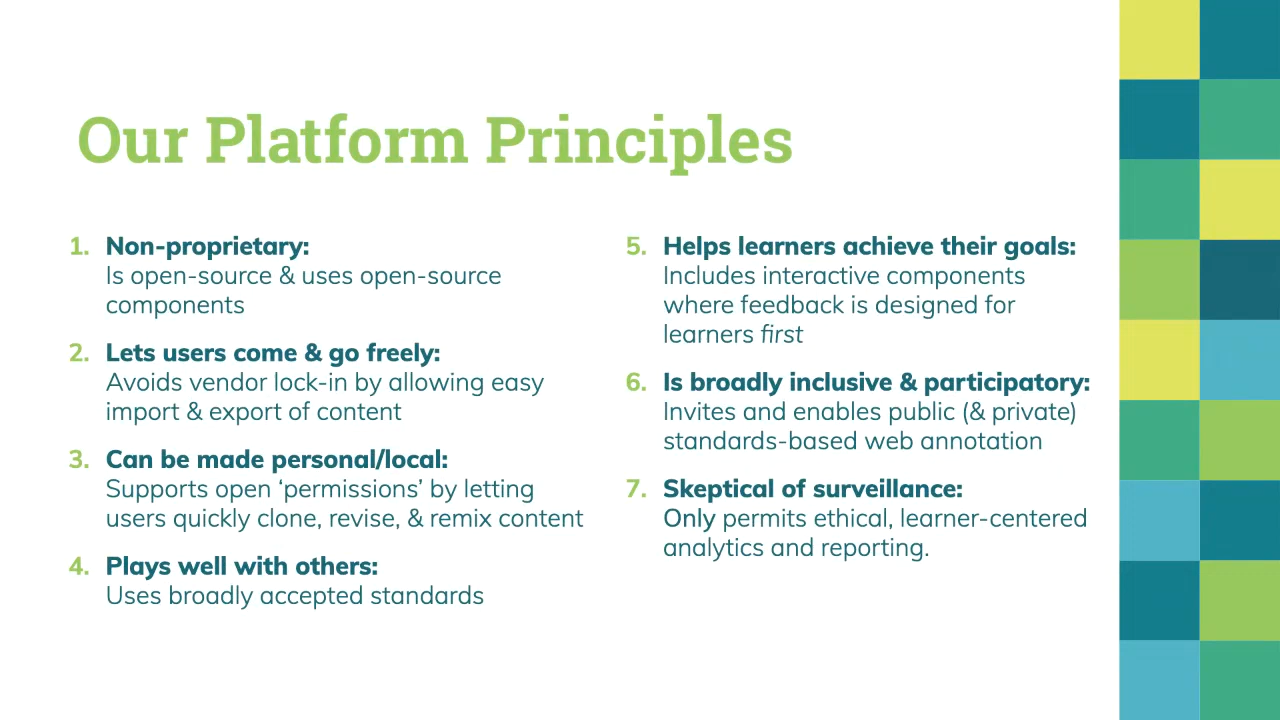 Our Platform Principles
1. Non-proprietary:
Is open-source & uses open-source
components
2. Lets users come & go freely:
Avoids vendor lock-in by allowing easy
import & export of content
3. Can be made personal/local:
Supports open ‘permissions’ by letting
users quickly clone, revise, & remix content
4. Plays well with others:
Uses broadly accepted standards
5. Helps learners achieve their goals:
Includes interactive components
where feedback is designed for
learners first
6. Is broadly inclusive & participatory:
Invites and enables public (& private)
standards-based web annotation
7. Skeptical of surveillance:
Only permits ethical, learner-centered
analytics and reporting.